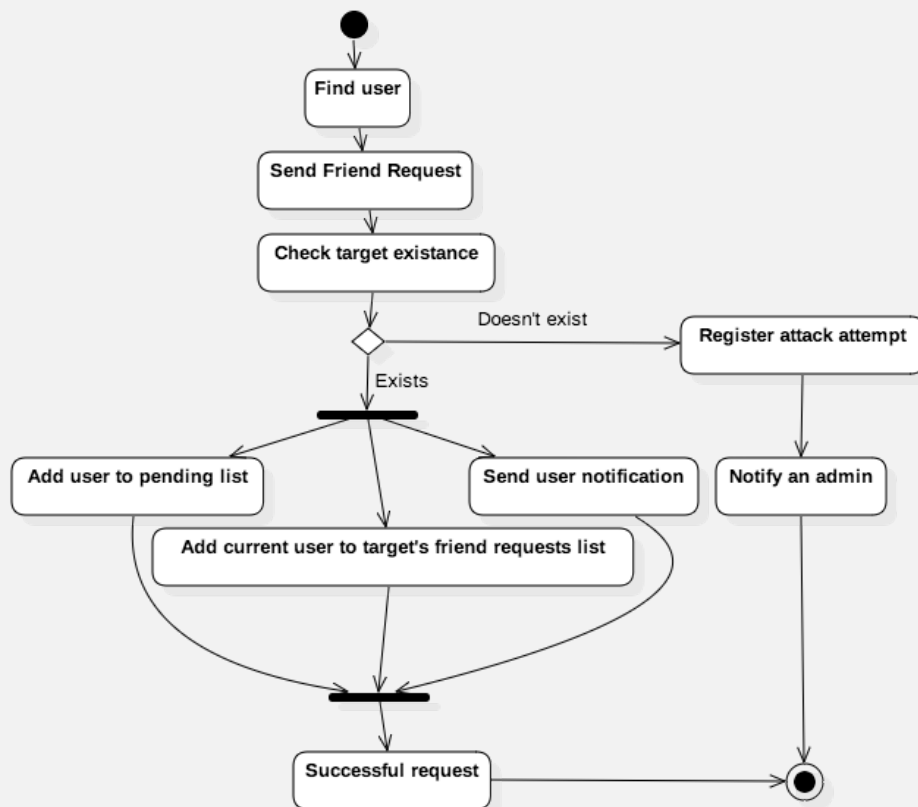 Find user
Send Friend Request
Check target existance
Doesn't exist
Register attack attempt
Exists
Add user to pending list
Send user notification
Notify an admin
Add current user to target's friend requests list
Successful request